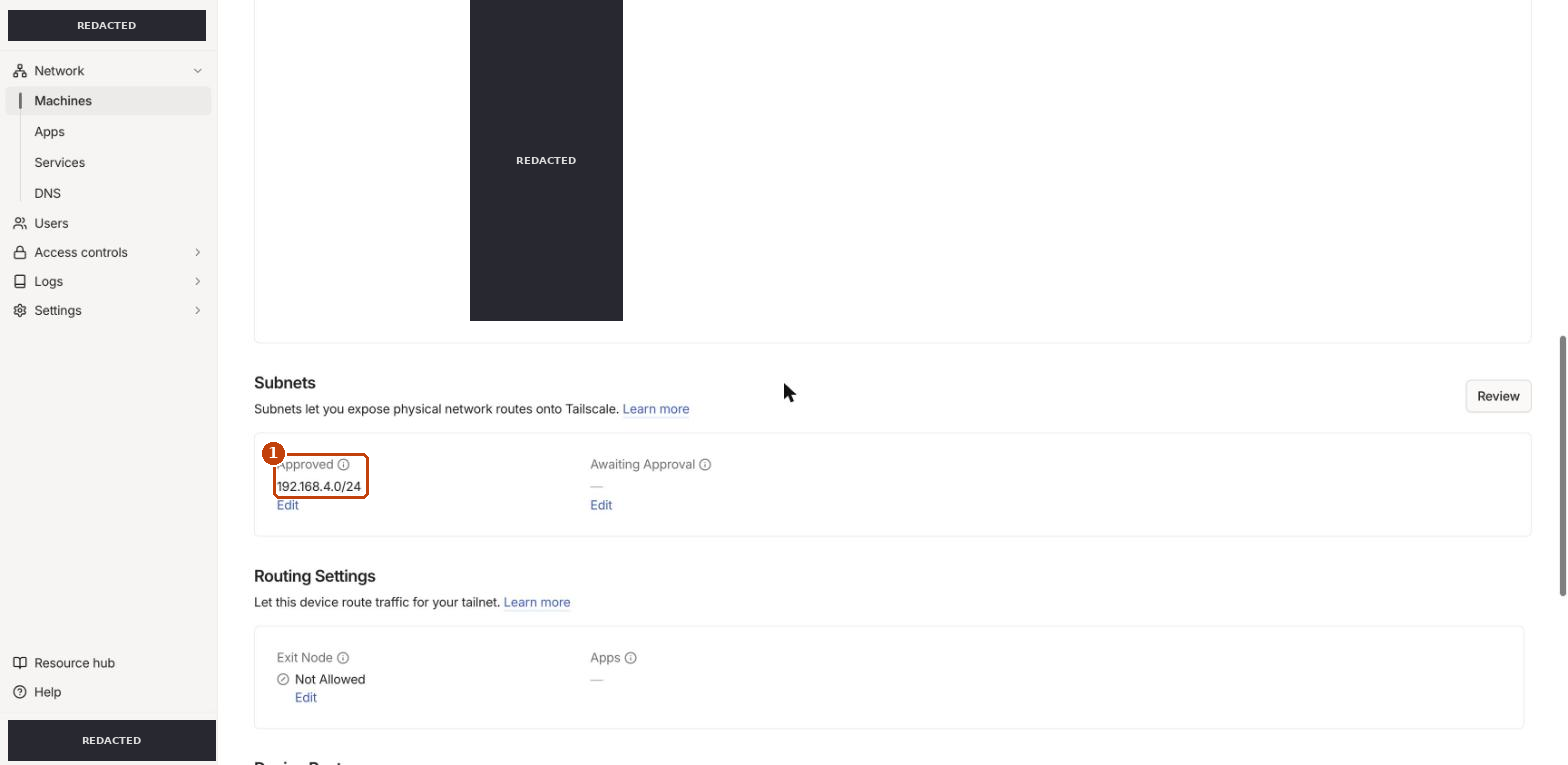 REDACTED
Network
Machines
Apps
Services
DNS
Users
Access controls
Logs
Settings
Resource hub
Help
REDACTED
REDACTED
Subnets
Subnets let you expose physical network routes onto Tailscale. Learn more
Review
1
Approved
192.168.4.0/24
Edit
Awaiting Approval
—
Edit
Routing Settings
Let this device route traffic for your tailnet. Learn more
Exit Node
Not Allowed
Edit
Apps
—